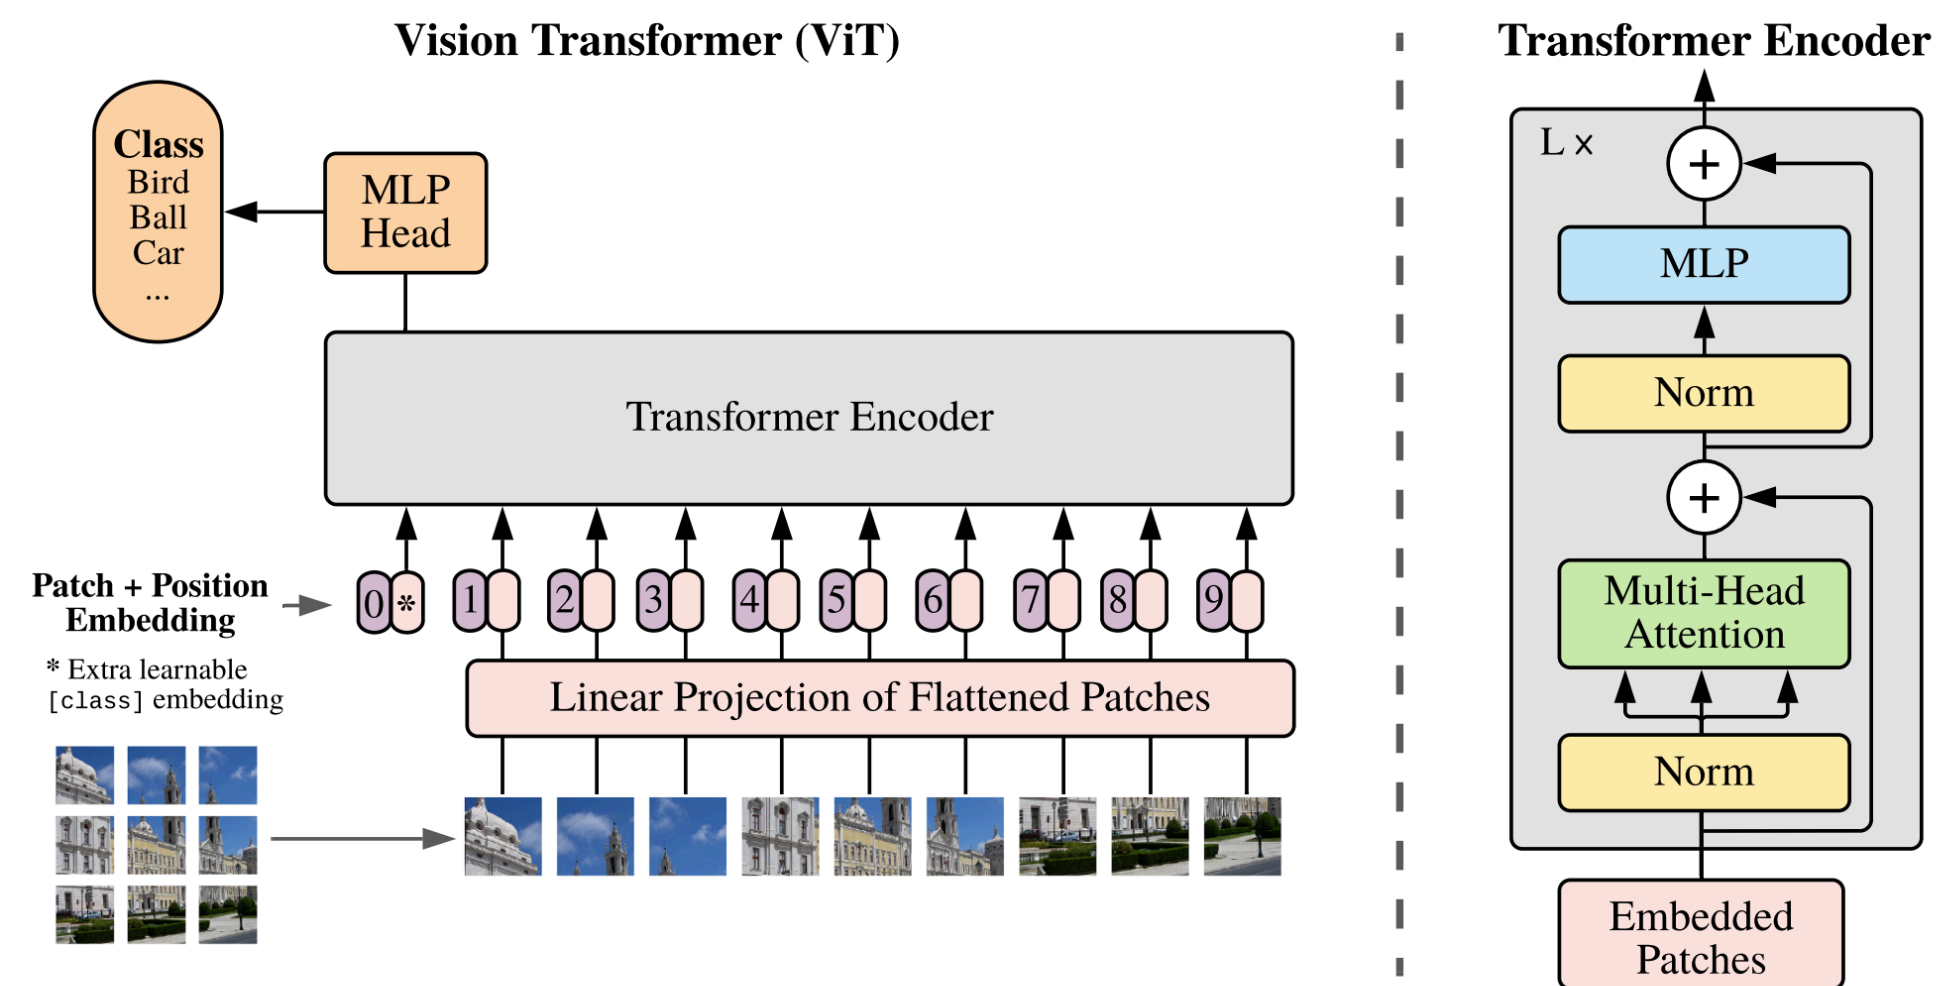 Vision Transformer (ViT)
Class
Bird
Ball
Car
...
MLP
Head
Transformer Encoder
Patch + Position
Embedding
0 * 1 2 3 4 5 6 7 8 9
* Extra learnable
[class] embedding
Linear Projection of Flattened Patches
Transformer Encoder
L x
+
MLP
Norm
+
Multi-Head
Attention
Norm
Embedded
Patches